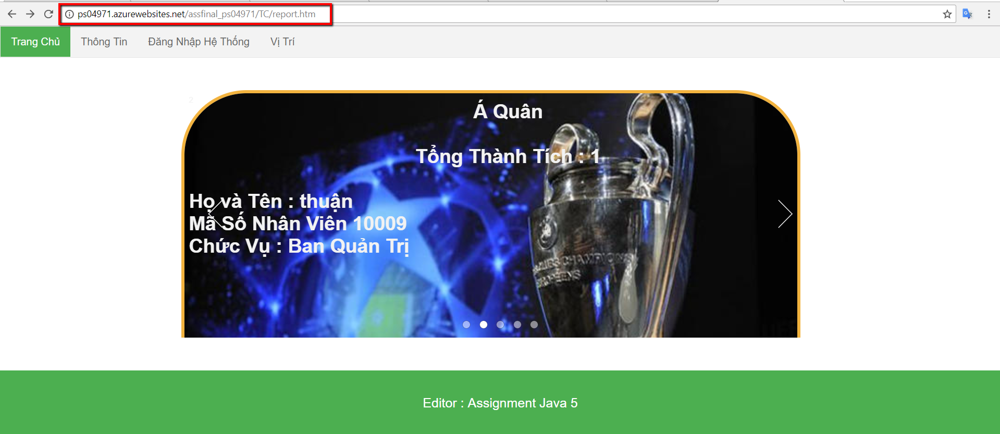 ps04971.azurewebsites.net/assfinal_ps04971/TC/report.htm
Trang Chủ Thông Tin Đăng Nhập Hệ Thống Vị Trí
2
Á Quân
Tổng Thành Tích : 1
Họ và Tên : thuận
Mã Số Nhân Viên 10009
Chức Vụ : Ban Quản Trị
CHAMPIONS
EUROPÉENS
Editor : Assignment Java 5